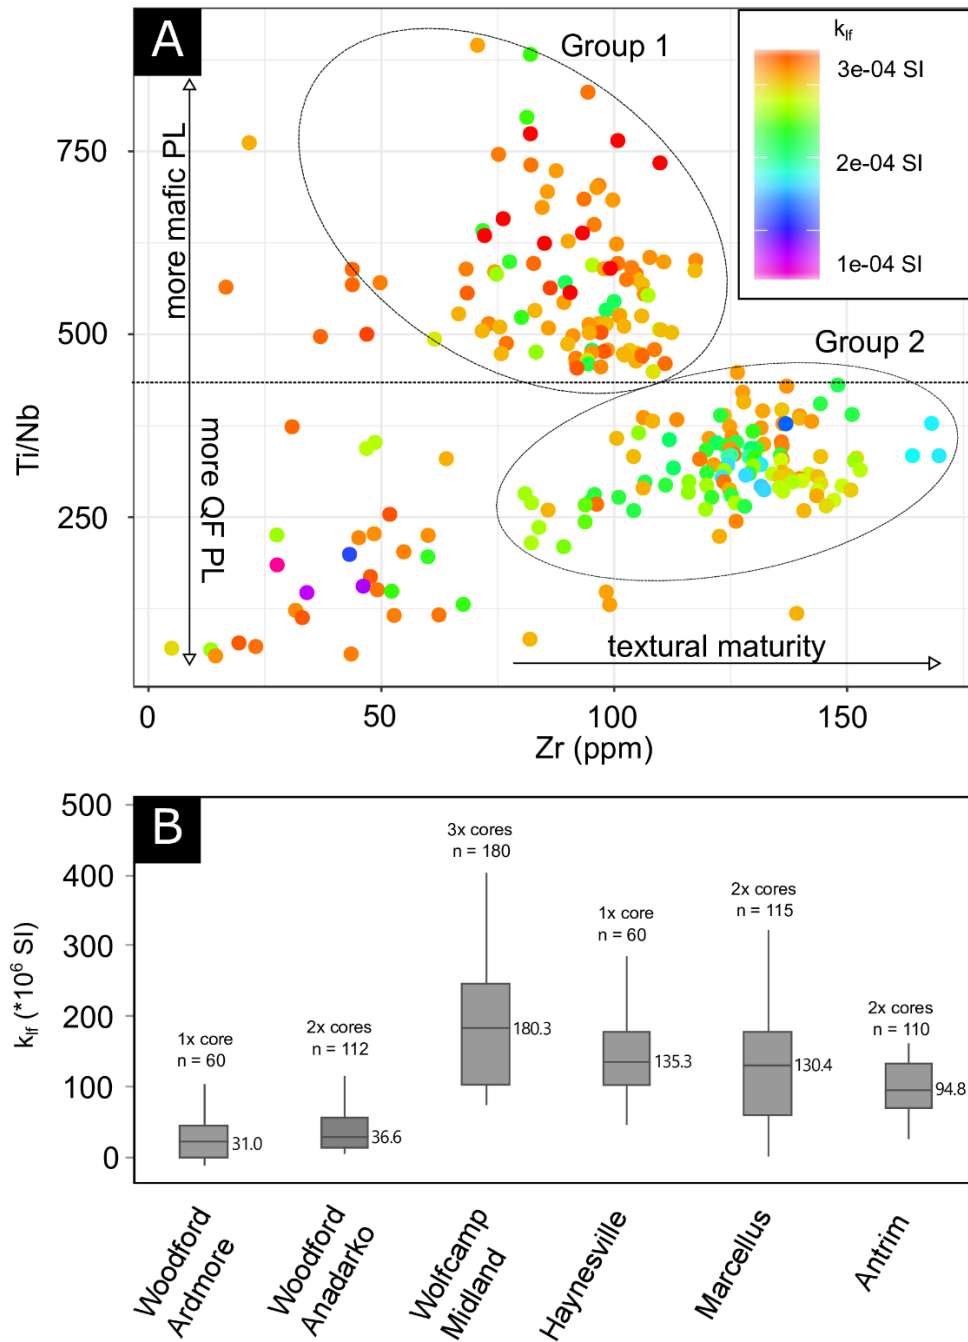 A
Group 1
k_lf
3e-04 SI
2e-04 SI
1e-04 SI
more mafic PL
750
500
Group 2
Ti/Nb
more QF PL
250
textural maturity
0
50
100
150
Zr (ppm)
B
500
400
300
200
100
0
k_lf (*10⁶ SI)
3x cores
n = 180
2x cores
n = 115
1x core
n = 60
2x cores
n = 110
2x cores
n = 112
1x core
n = 60
180.3
135.3
130.4
94.8
36.6
31.0
Woodford
Ardmore
Woodford
Anadarko
Wolfcamp
Midland
Haynesville
Marcellus
Antrim